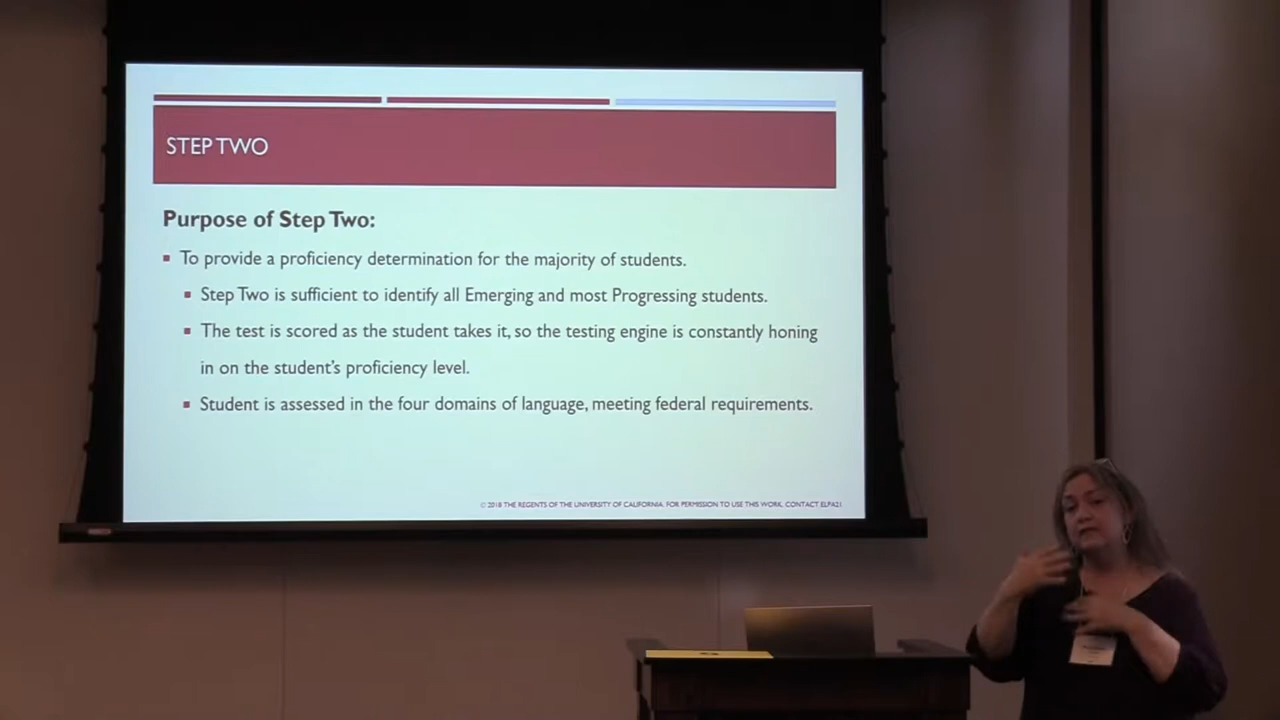 STEP TWO
Purpose of Step Two:
To provide a proficiency determination for the majority of students.
Step Two is sufficient to identify all Emerging and most Progressing students.
The test is scored as the student takes it, so the testing engine is constantly honing
in on the student's proficiency level.
Student is assessed in the four domains of language, meeting federal requirements.
© 2018 THE REGENTS OF THE UNIVERSITY OF CALIFORNIA. FOR PERMISSION TO USE THIS WORK, CONTACT ELPA21